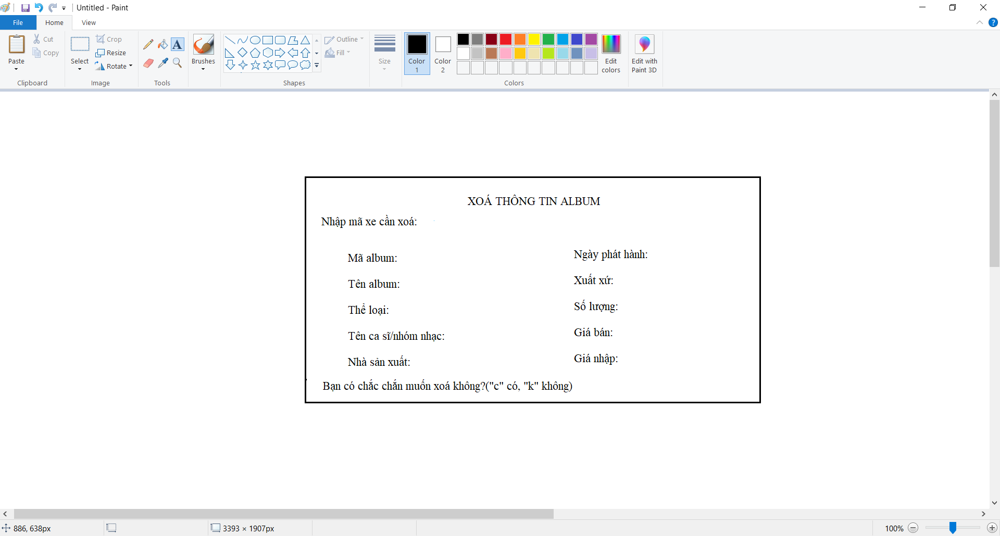 Untitled - Paint
File Home View
Paste
Cut
Copy
Clipboard
Select
Crop
Resize
Rotate
Image
Tools
Brushes
Outline
Fill
Shapes
Size
Color 1
Color 2
Edit colors
Colors
Edit with Paint 3D
XOÁ THÔNG TIN ALBUM
Nhập mã xe cần xoá:
Mã album:
Tên album:
Thể loại:
Tên ca sĩ/nhóm nhạc:
Nhà sản xuất:
Ngày phát hành:
Xuất xứ:
Số lượng:
Giá bán:
Giá nhập:
Bạn có chắc chắn muốn xoá không?("c" có, "k" không)
886, 638px
3393 × 1907px
100%